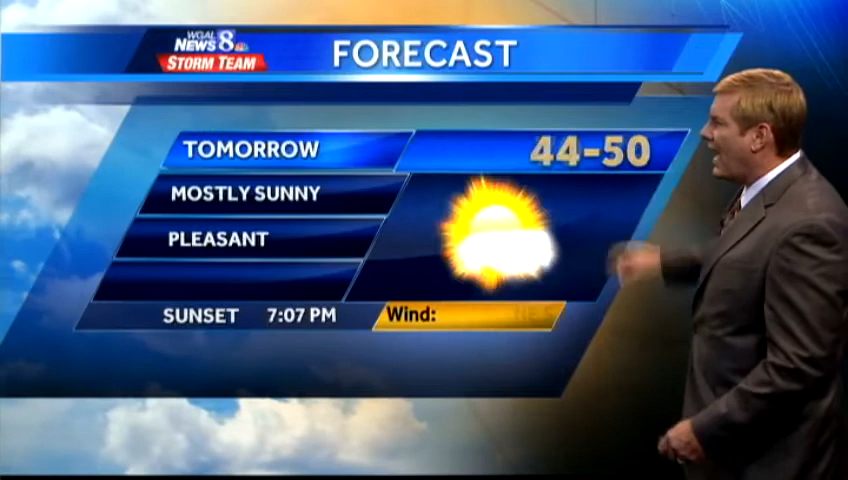 WGAL
NEWS 8
STORM TEAM
FORECAST
TOMORROW
44-50
MOSTLY SUNNY
PLEASANT
SUNSET 7:07 PM
Wind: